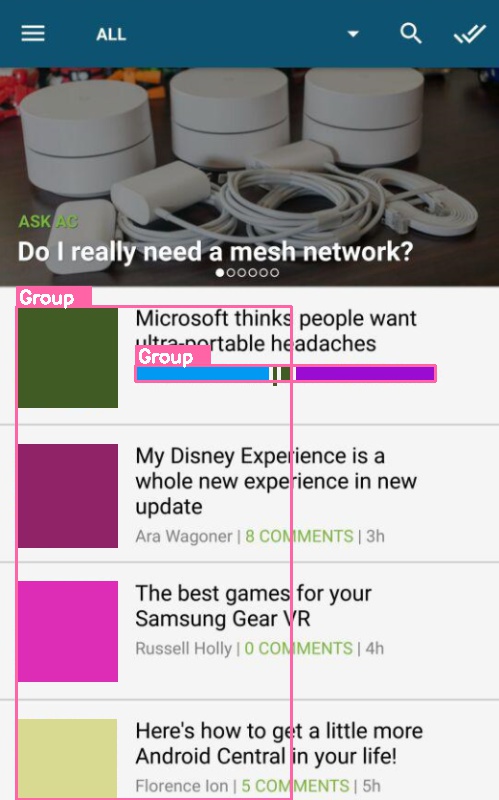 ALL
ASK AC
Do I really need a mesh network?
Group
Microsoft thinks people want
ultra-portable headaches
Group
My Disney Experience is a
whole new experience in new
update
Ara Wagoner | 8 COMMENTS | 3h
The best games for your
Samsung Gear VR
Russell Holly | 0 COMMENTS | 4h
Here's how to get a little more
Android Central in your life!
Florence Ion | 5 COMMENTS | 5h